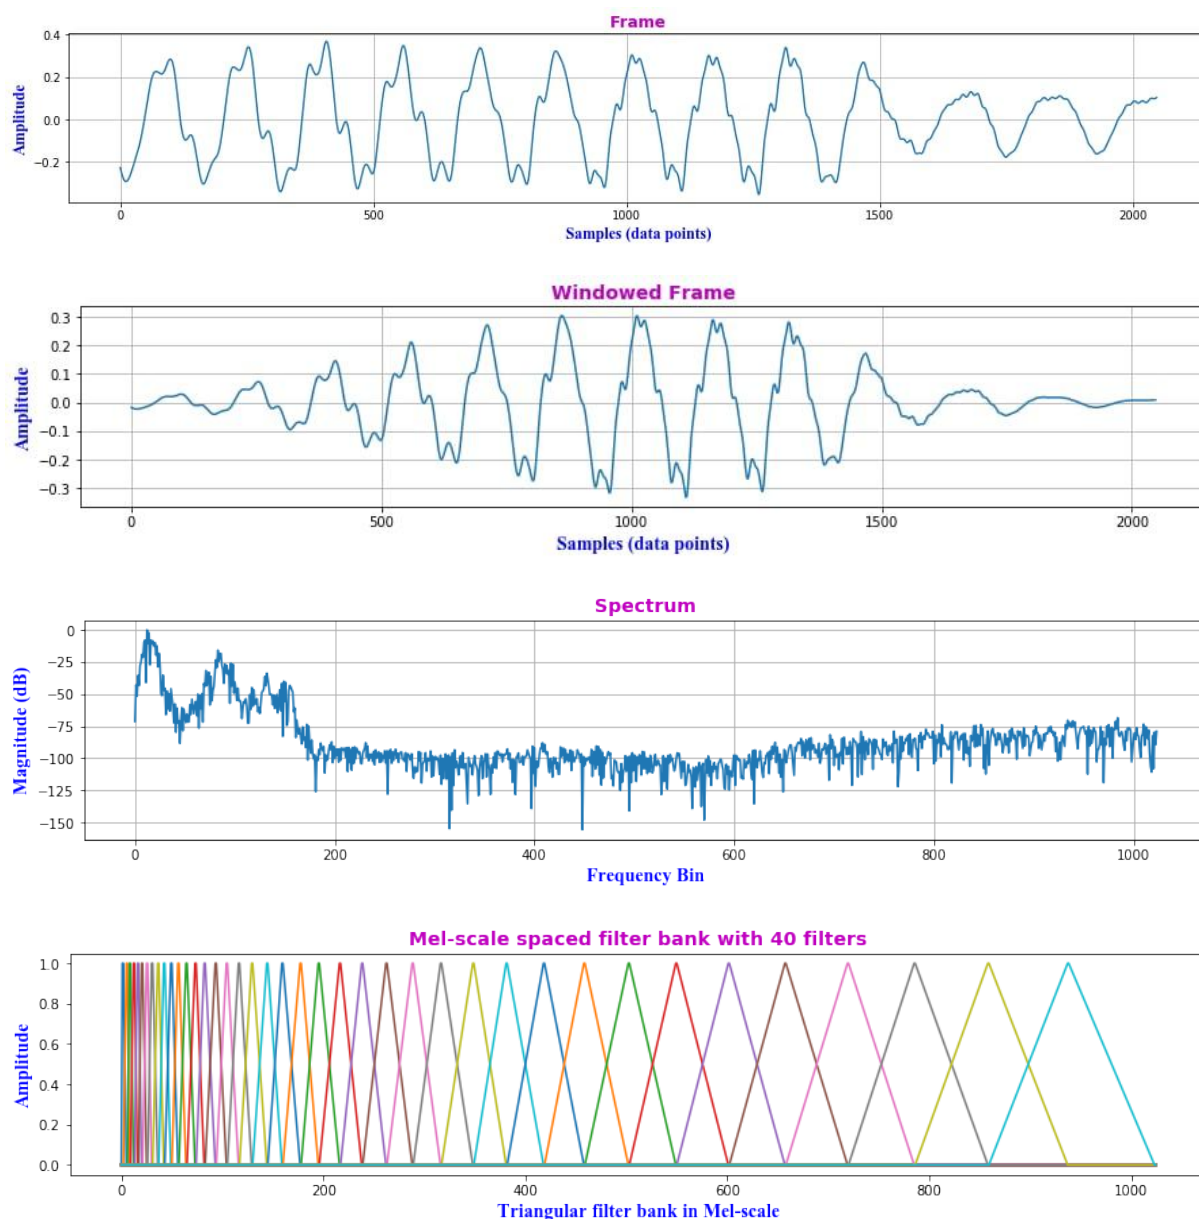 Frame
0.4
0.2
0.0
−0.2
Amplitude
0 500 1000 1500 2000
Samples (data points)
Windowed Frame
0.3
0.2
0.1
0.0
−0.1
−0.2
−0.3
Amplitude
0 500 1000 1500 2000
Samples (data points)
Spectrum
0
−25
−50
−75
−100
−125
−150
Magnitude (dB)
0 200 400 600 800 1000
Frequency Bin
Mel-scale spaced filter bank with 40 filters
1.0
0.8
0.6
0.4
0.2
0.0
Amplitude
0 200 400 600 800 1000
Triangular filter bank in Mel-scale